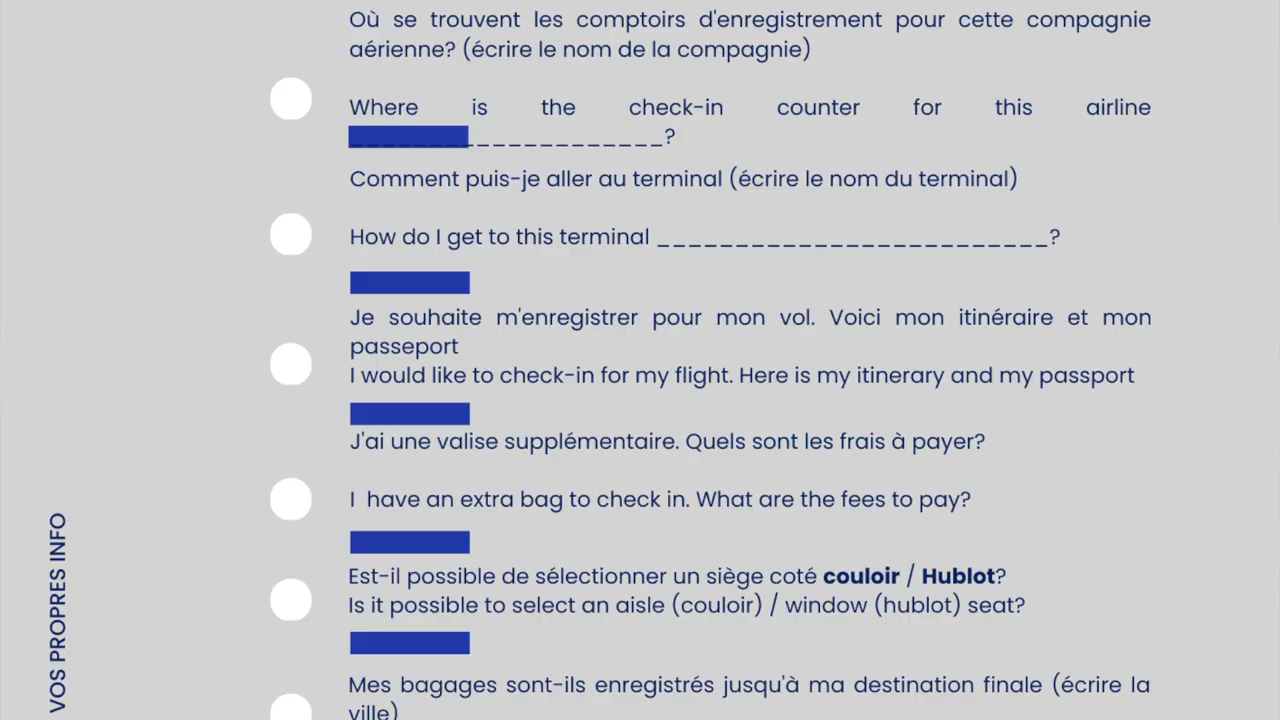 Où se trouvent les comptoirs d'enregistrement pour cette compagnie
aérienne? (écrire le nom de la compagnie)
Where is the check-in counter for this airline
______________________?
Comment puis-je aller au terminal (écrire le nom du terminal)
How do I get to this terminal _________________________?
Je souhaite m'enregistrer pour mon vol. Voici mon itinéraire et mon
passeport
I would like to check-in for my flight. Here is my itinerary and my passport
J'ai une valise supplémentaire. Quels sont les frais à payer?
I have an extra bag to check in. What are the fees to pay?
Est-il possible de sélectionner un siège coté couloir / Hublot?
Is it possible to select an aisle (couloir) / window (hublot) seat?
Mes bagages sont-ils enregistrés jusqu'à ma destination finale (écrire la
ville)
VOS PROPRES INFO